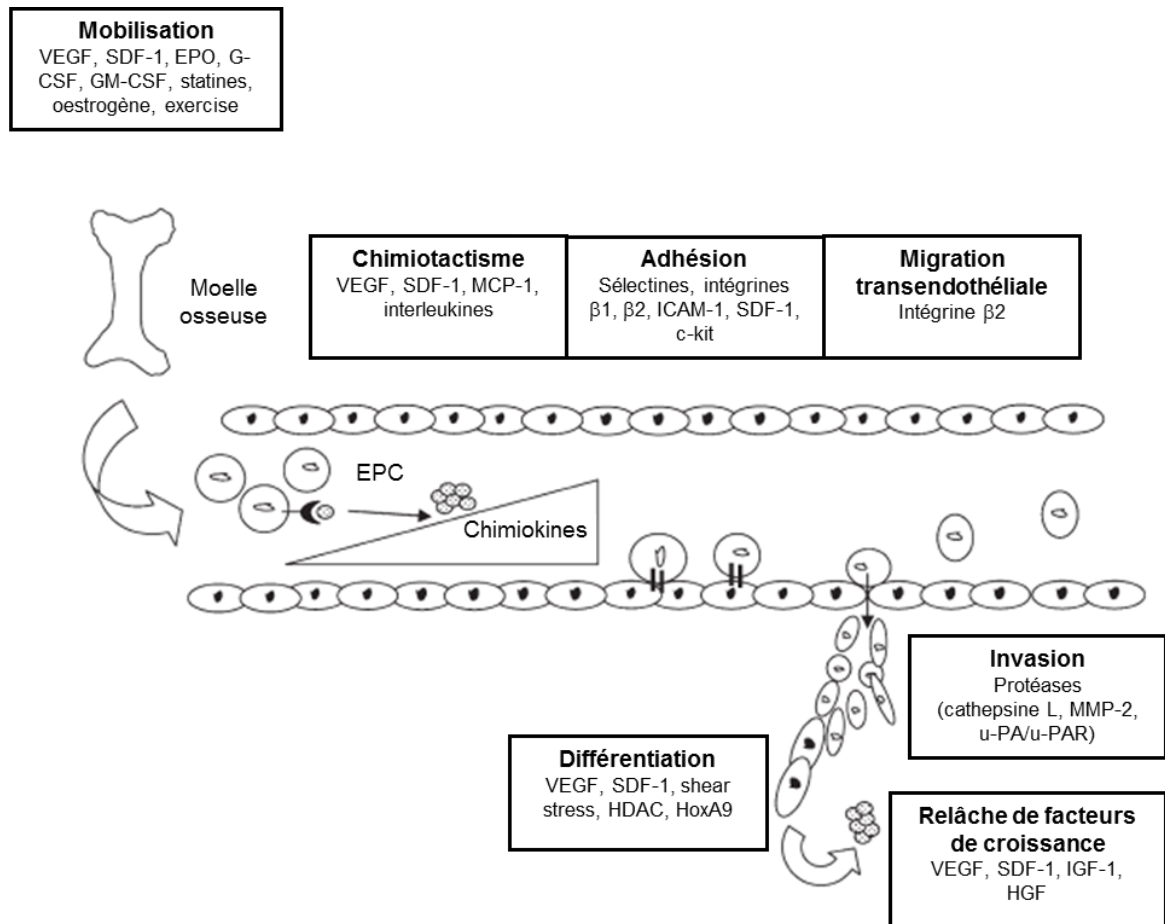 Mobilisation
VEGF, SDF-1, EPO, G-
CSF, GM-CSF, statines,
oestrogène, exercise
Moelle
osseuse
Chimiotactisme
VEGF, SDF-1, MCP-1,
interleukines
Adhésion
Sélectines, intégrines
β1, β2, ICAM-1, SDF-1,
c-kit
Migration
transendothéliale
Intégrine β2
EPC
Chimiokines
Invasion
Protéases
(cathepsine L, MMP-2,
u-PA/u-PAR)
Différentiation
VEGF, SDF-1, shear
stress, HDAC, HoxA9
Relâche de facteurs
de croissance
VEGF, SDF-1, IGF-1,
HGF